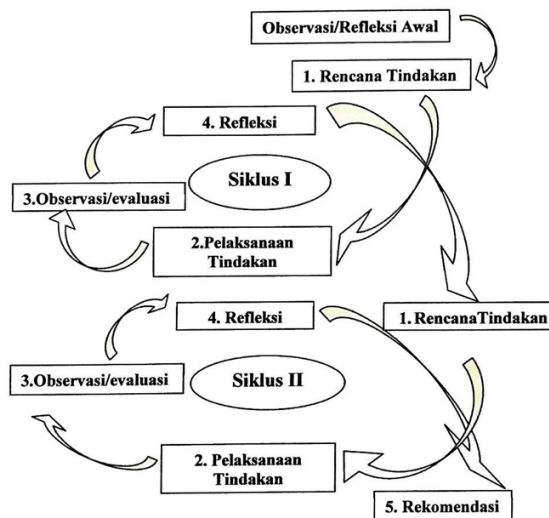 Observasi/Refleksi Awal
1. Rencana Tindakan
4. Refleksi
Siklus I
3.Observasi/evaluasi
2.Pelaksanaan
Tindakan
4. Refleksi
1. RencanaTindakan
3.Observasi/evaluasi
Siklus II
2. Pelaksanaan
Tindakan
5. Rekomendasi